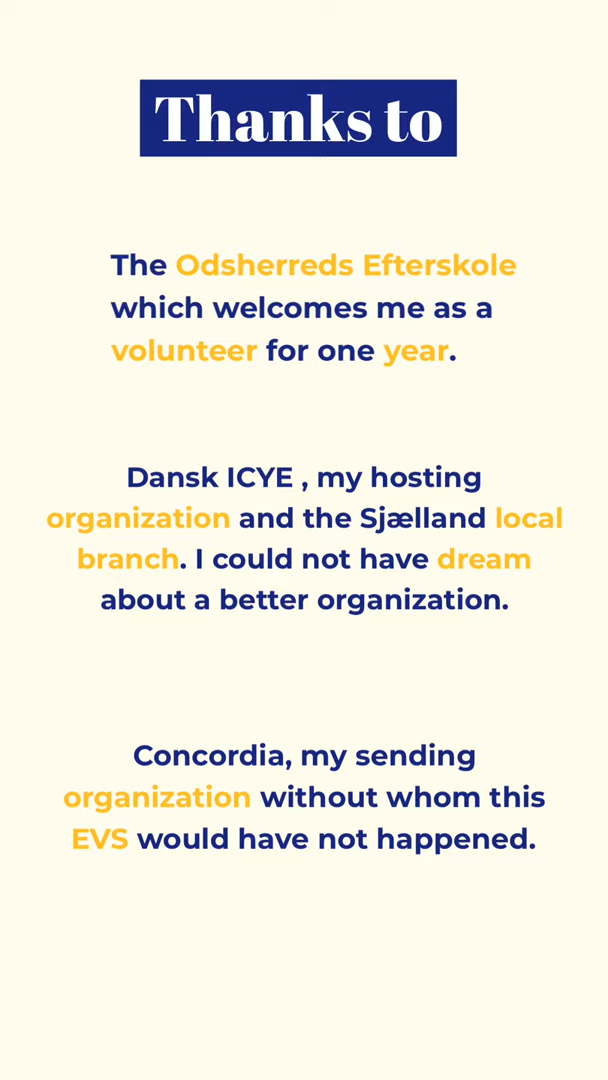 Thanks to
The Odsherreds Efterskole
which welcomes me as a
volunteer for one year.
Dansk ICYE , my hosting
organization and the Sjælland local
branch. I could not have dream
about a better organization.
Concordia, my sending
organization without whom this
EVS would have not happened.